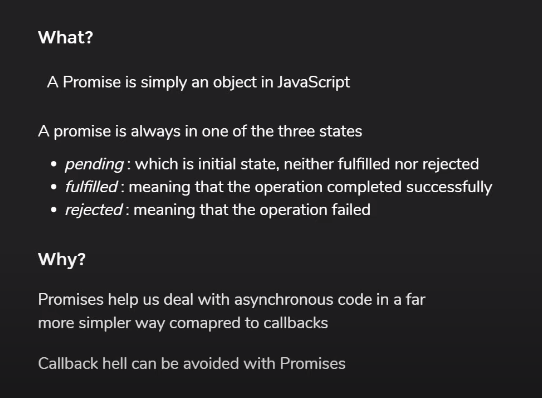 What?
A Promise is simply an object in JavaScript
A promise is always in one of the three states
• pending : which is initial state, neither fulfilled nor rejected
• fulfilled : meaning that the operation completed successfully
• rejected : meaning that the operation failed
Why?
Promises help us deal with asynchronous code in a far
more simpler way comapred to callbacks
Callback hell can be avoided with Promises